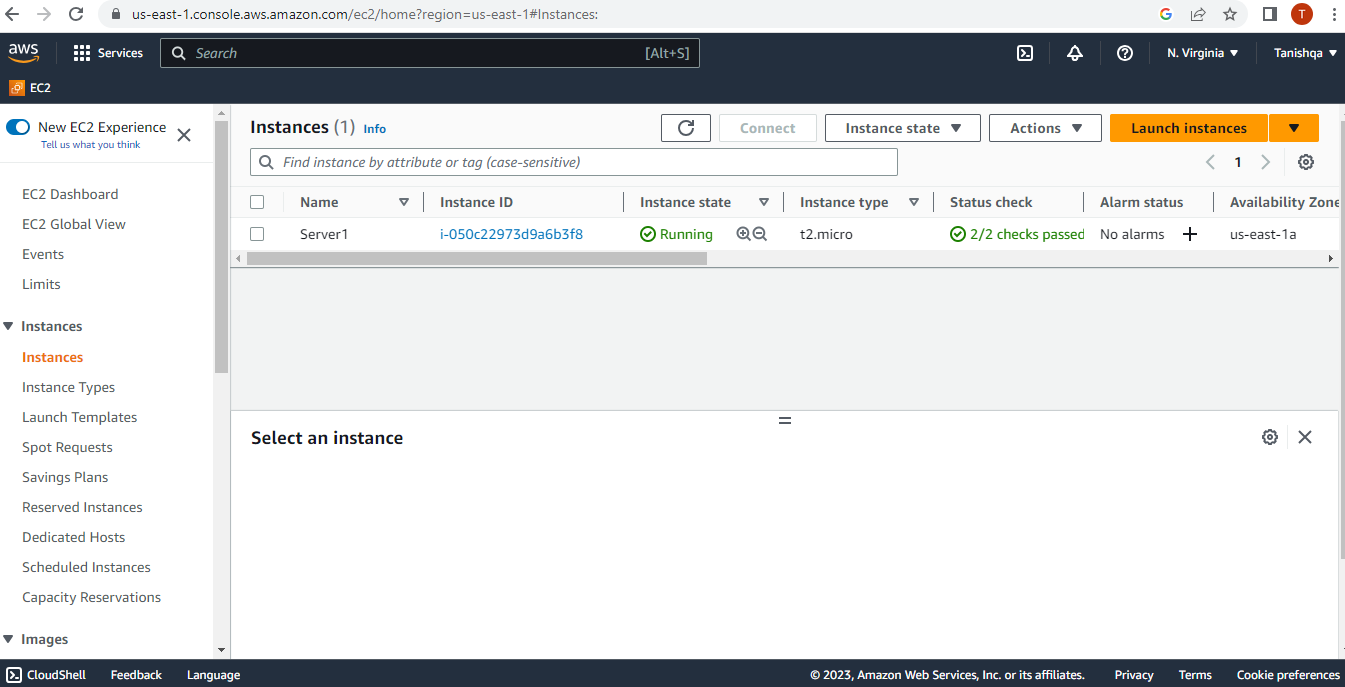 us-east-1.console.aws.amazon.com/ec2/home?region=us-east-1#Instances:
T
aws
Services
Search
[Alt+S]
N. Virginia
Tanishqa
EC2
New EC2 Experience
Tell us what you think
EC2 Dashboard
EC2 Global View
Events
Limits
Instances
Instances
Instance Types
Launch Templates
Spot Requests
Savings Plans
Reserved Instances
Dedicated Hosts
Scheduled Instances
Capacity Reservations
Images
Instances (1) Info
Connect
Instance state
Actions
Launch instances
Find instance by attribute or tag (case-sensitive)
1
Name Instance ID Instance state Instance type Status check Alarm status Availability Zone
Server1 i-050c22973d9a6b3f8 Running t2.micro 2/2 checks passed No alarms us-east-1a
Select an instance
CloudShell Feedback Language © 2023, Amazon Web Services, Inc. or its affiliates. Privacy Terms Cookie preferences